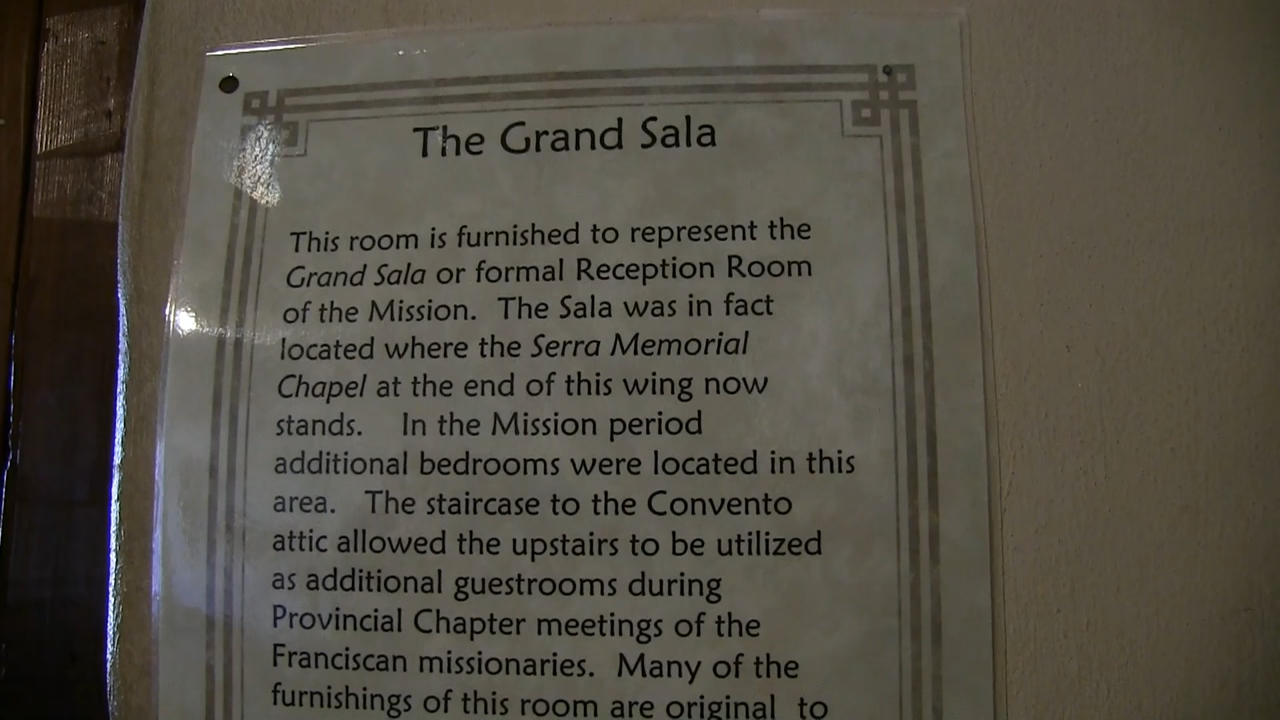 The Grand Sala
This room is furnished to represent the
Grand Sala or formal Reception Room
of the Mission. The Sala was in fact
located where the Serra Memorial
Chapel at the end of this wing now
stands. In the Mission period
additional bedrooms were located in this
area. The staircase to the Convento
attic allowed the upstairs to be utilized
as additional guestrooms during
Provincial Chapter meetings of the
Franciscan missionaries. Many of the
furnishings of this room are original to